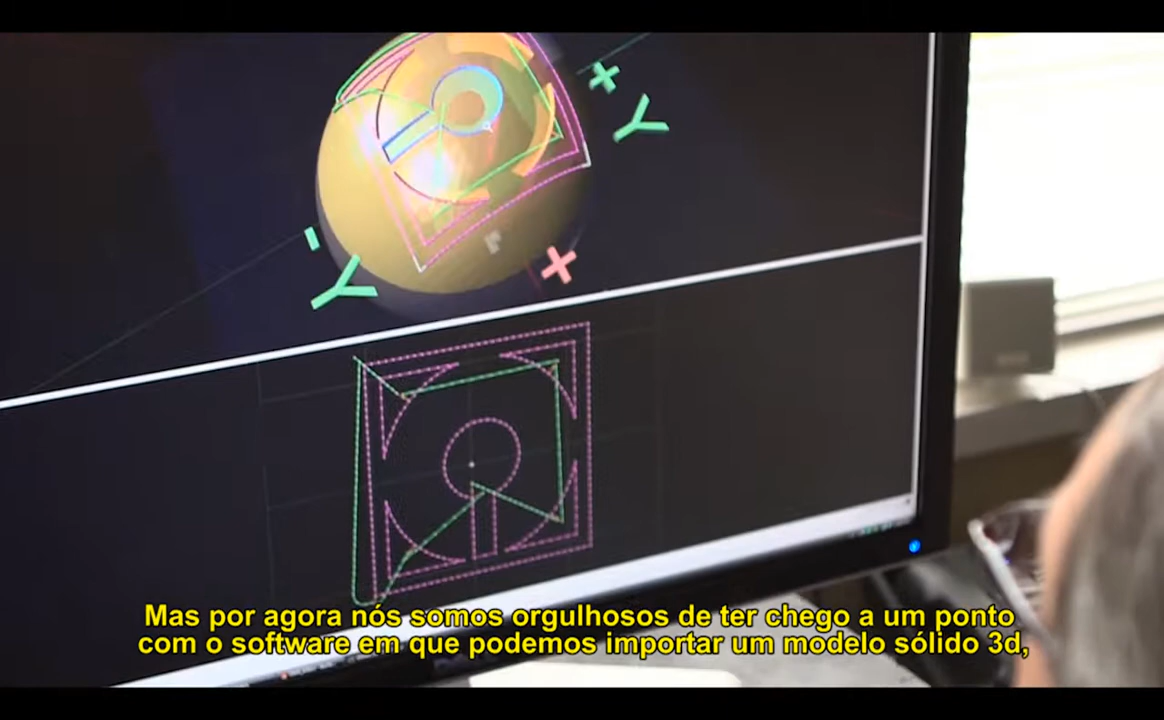 +Y
-Y
X
Mas por agora nós somos orgulhosos de ter chego a um ponto
com o software em que podemos importar um modelo sólido 3d,